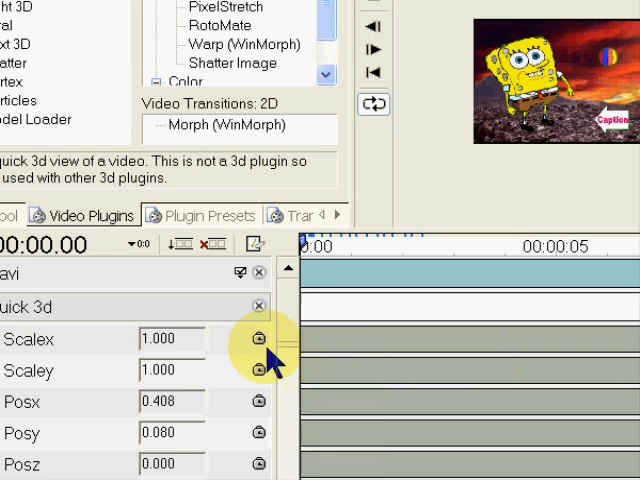 ht 3D
ral
xt 3D
atter
rtex
rticles
odel Loader
PixelStretch
RotoMate
Warp (WinMorph)
Shatter Image
Color
Video Transitions: 2D
Morph (WinMorph)
quick 3d view of a video. This is not a 3d plugin so
used with other 3d plugins.
ool
Video Plugins
Plugin Presets
Trar
Caption
00:00.00
0:00
00:00:05
avi
uick 3d
Scalex 1.000
Scaley 1.000
Posx 0.408
Posy 0.080
Posz 0.000